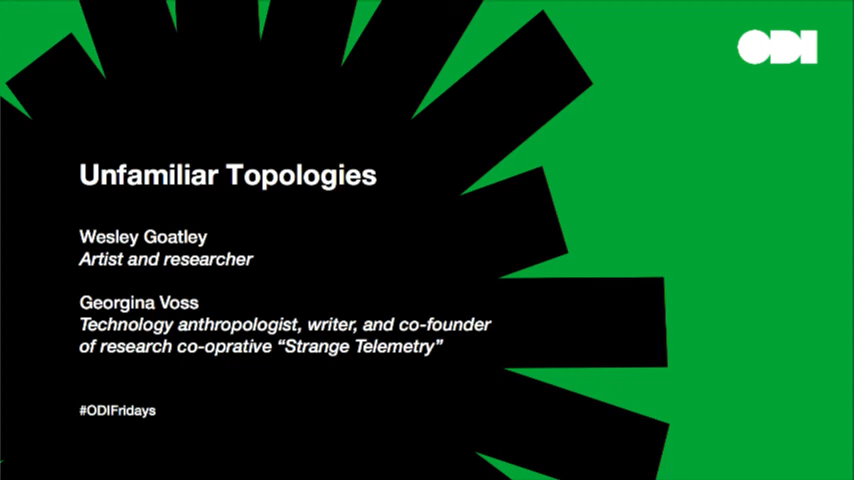 ODI
Unfamiliar Topologies
Wesley Goatley
Artist and researcher
Georgina Voss
Technology anthropologist, writer, and co-founder
of research co-oprative “Strange Telemetry”
#ODIFridays